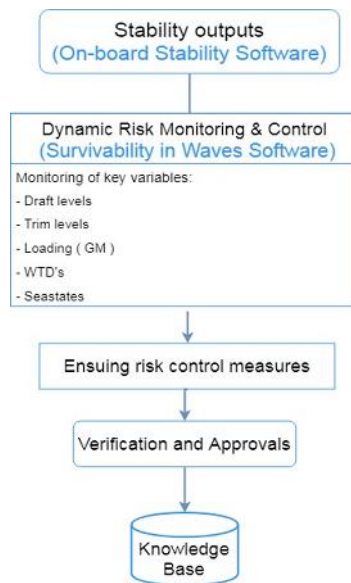 Stability outputs
(On-board Stability Software)
Dynamic Risk Monitoring & Control
(Survivability in Waves Software)
Monitoring of key variables:
- Draft levels
- Trim levels
- Loading ( GM )
- WTD's
- Seastates
Ensuing risk control measures
Verification and Approvals
Knowledge
Base